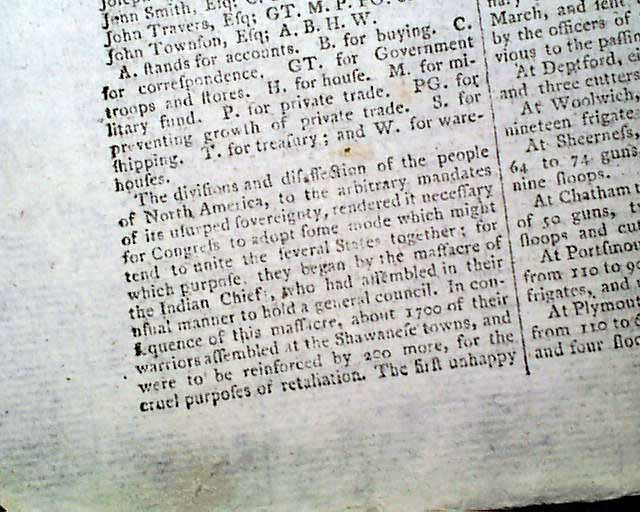 John Smith, Esq; C.
John Travers, Esq; GT. M. P.
John Townson, Esq; A. B. H. W.
A. ſtands for accounts. B. for buying. C.
for correſpondence. GT. for Government
troops and ſtores. H. for houſe. M. for mi-
litary fund. P. for private trade. PG. for
preventing growth of private trade. S. for
ſhipping. T. for treaſury; and W. for ware-
houſes.
The diviſions and diſaffection of the people
of North America, to the arbitrary mandates
of its uſurped ſovereignty, rendered it neceſſary
for Congreſs to adopt ſome mode which might
tend to unite the ſeveral States together; for
which purpoſe they began by the maſſacre of
the Indian Chiefs, who had aſſembled in their
uſual manner to hold a general council. In con-
ſequence of this maſſacre, about 1700 of their
warriors aſſembled at the Shawaneſe towns, and
were to be reinforced by 200 more, for the
cruel purpoſes of retaliation. The firſt unhappy
March, and ſent
by the officers of
vious to the paſſin
At Deptford,
and three cutters
At Woolwich,
nineteen frigate
At Sheerneſs,
64 to 74 guns,
nine ſloops.
At Chatham
of 50 guns,
ſloops and cu
At Portſmo
from 110 to 90
frigates, and
At Plymou
from 110 to 6
and four ſloo